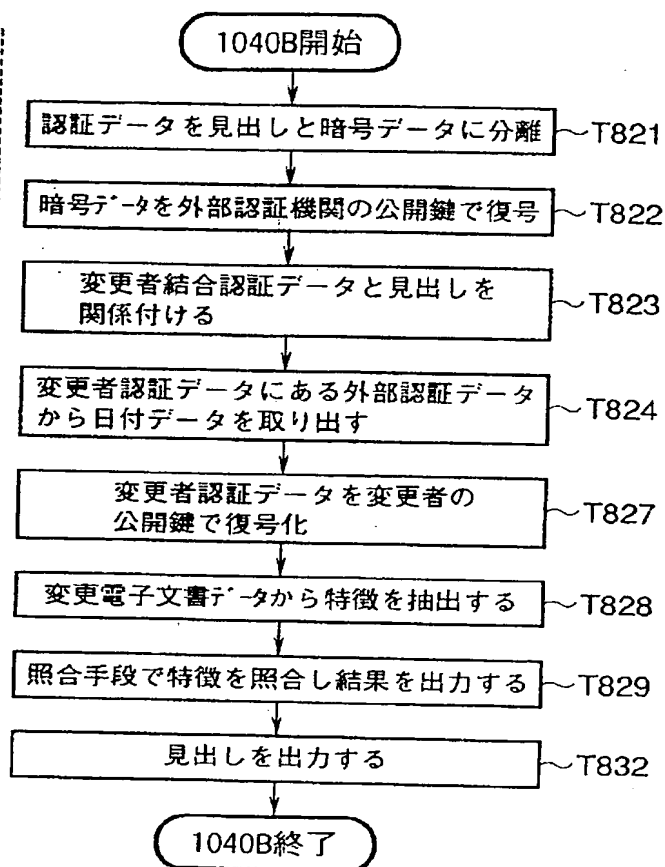 1040B開始
認証データを見出しと暗号データに分離 T821
暗号データを外部認証機関の公開鍵で復号 T822
変更者結合認証データと見出しを
関係付ける
T823
変更者認証データにある外部認証データ
から日付データを取り出す
T824
変更者認証データを変更者の
公開鍵で復号化
T827
変更電子文書データから特徴を抽出する T828
照合手段で特徴を照合し結果を出力する T829
見出しを出力する T832
1040B終了